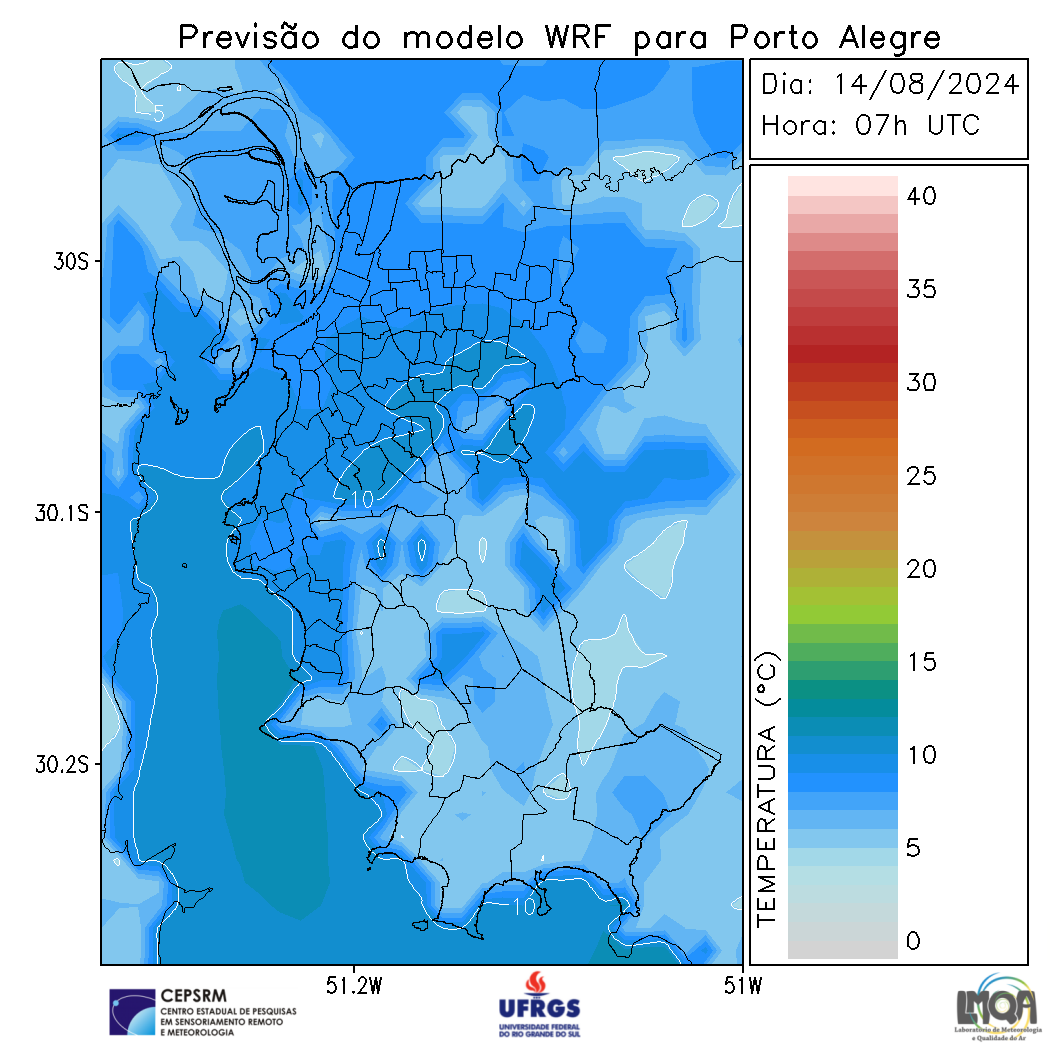 Previsão do modelo WRF para Porto Alegre
Dia: 14/08/2024
Hora: 07h UTC
5
10
10
30S
30.1S
30.2S
51.2W
51W
40
35
30
25
20
15
10
5
0
TEMPERATURA (°C)
CEPSRM
CENTRO ESTADUAL DE PESQUISAS
EM SENSORIAMENTO REMOTO
E METEOROLOGIA
UFRGS
UNIVERSIDADE FEDERAL
DO RIO GRANDE DO SUL
LMQA
Laboratório de Meteorologia
e Qualidade do Ar